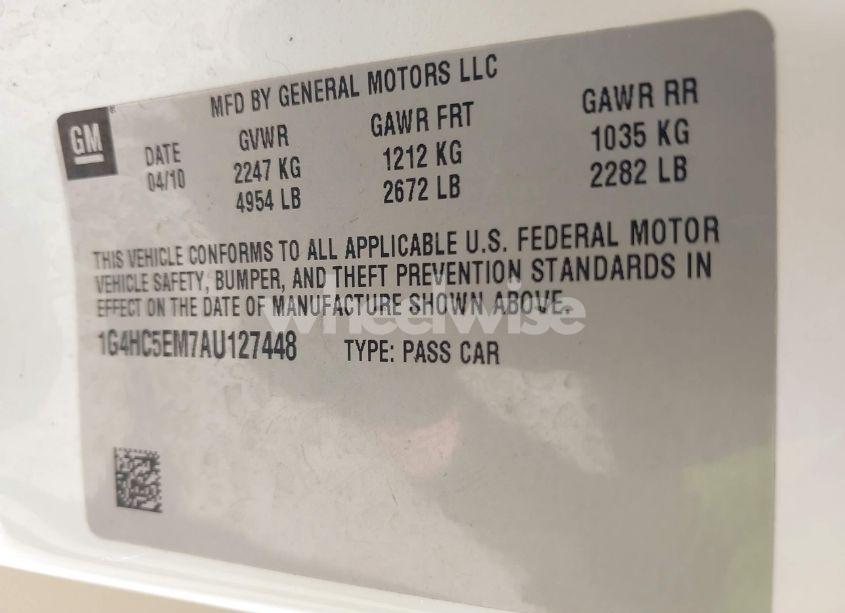 GM
MFD BY GENERAL MOTORS LLC
DATE GVWR GAWR FRT GAWR RR
04/10 2247 KG 1212 KG 1035 KG
4954 LB 2672 LB 2282 LB
THIS VEHICLE CONFORMS TO ALL APPLICABLE U.S. FEDERAL MOTOR
VEHICLE SAFETY, BUMPER, AND THEFT PREVENTION STANDARDS IN
EFFECT ON THE DATE OF MANUFACTURE SHOWN ABOVE.
wheelwise
1G4HC5EM7AU127448 TYPE: PASS CAR